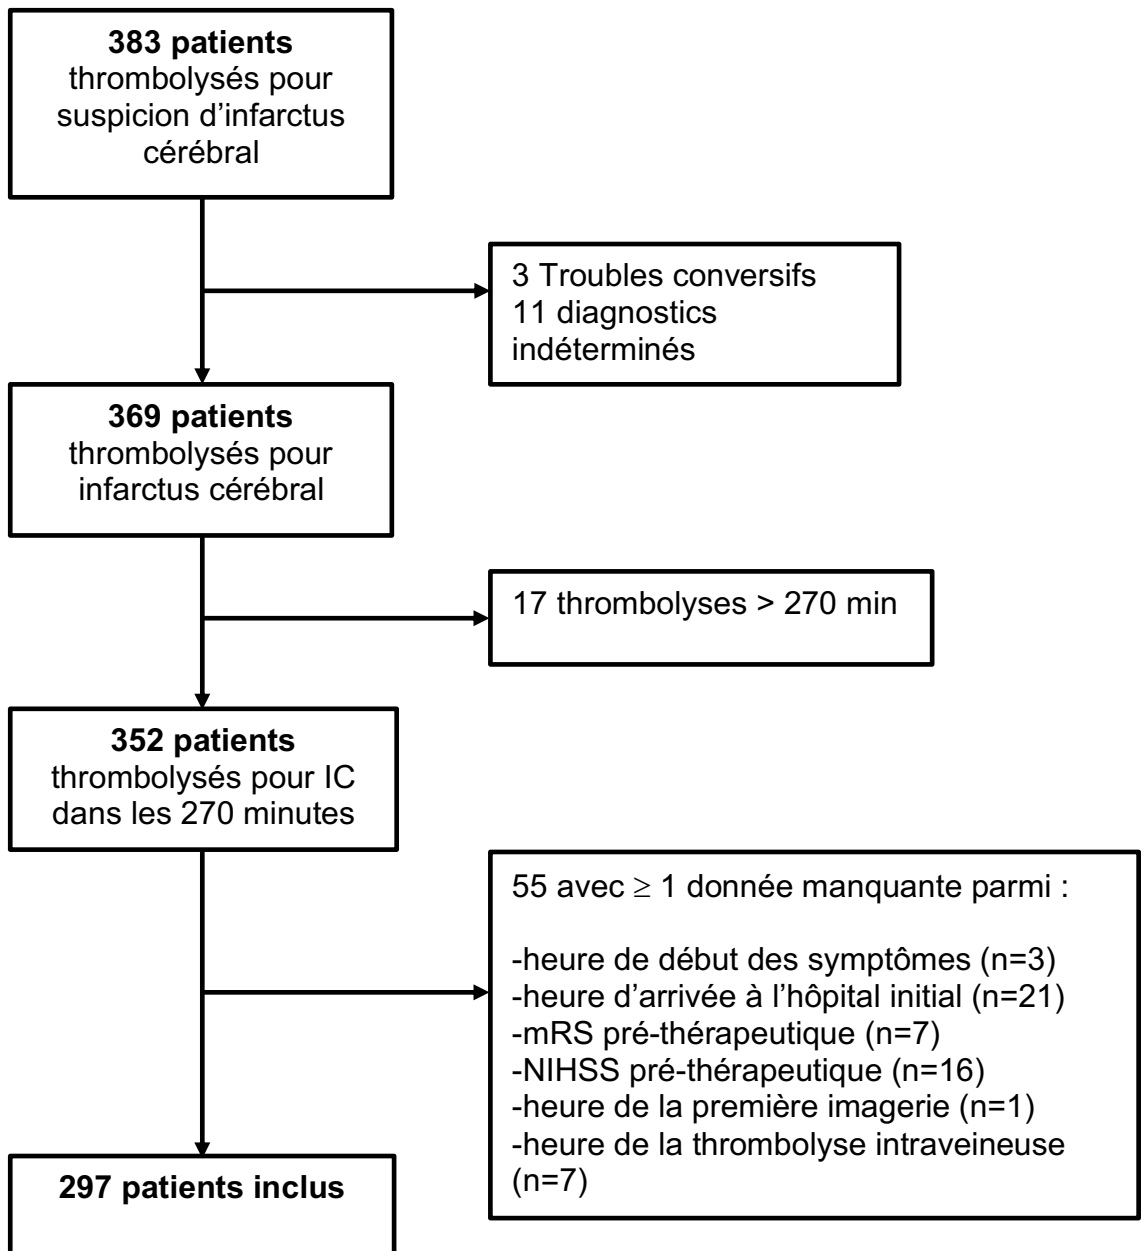 383 patients
thrombolysés pour
suspicion d'infarctus
cérébral
3 Troubles conversifs
11 diagnostics
indéterminés
369 patients
thrombolysés pour
infarctus cérébral
17 thrombolyses > 270 min
352 patients
thrombolysés pour IC
dans les 270 minutes
55 avec ≥ 1 donnée manquante parmi :
-heure de début des symptômes (n=3)
-heure d'arrivée à l'hôpital initial (n=21)
-mRS pré-thérapeutique (n=7)
-NIHSS pré-thérapeutique (n=16)
-heure de la première imagerie (n=1)
-heure de la thrombolyse intraveineuse
(n=7)
297 patients inclus